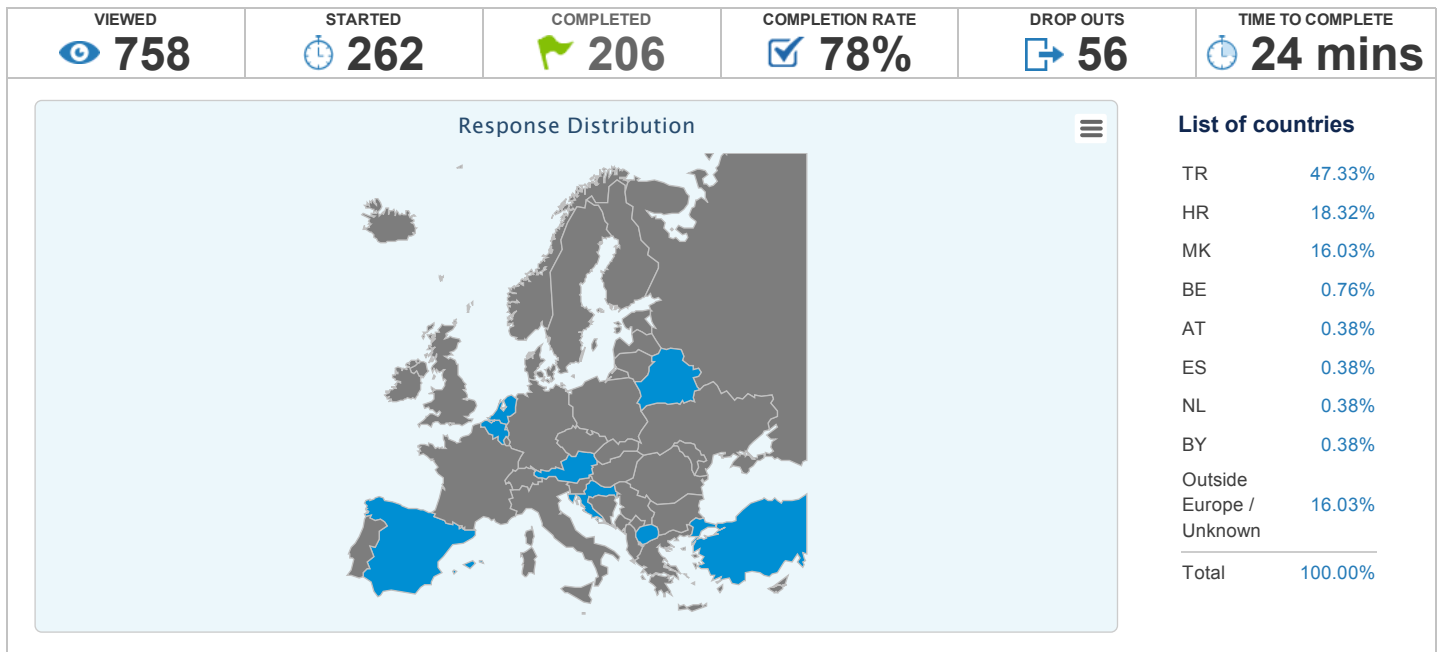 VIEWED
758
STARTED
262
COMPLETED
206
COMPLETION RATE
78%
DROP OUTS
56
TIME TO COMPLETE
24 mins
Response Distribution
List of countries
TR 47.33%
HR 18.32%
MK 16.03%
BE 0.76%
AT 0.38%
ES 0.38%
NL 0.38%
BY 0.38%
Outside
Europe / 16.03%
Unknown
Total 100.00%